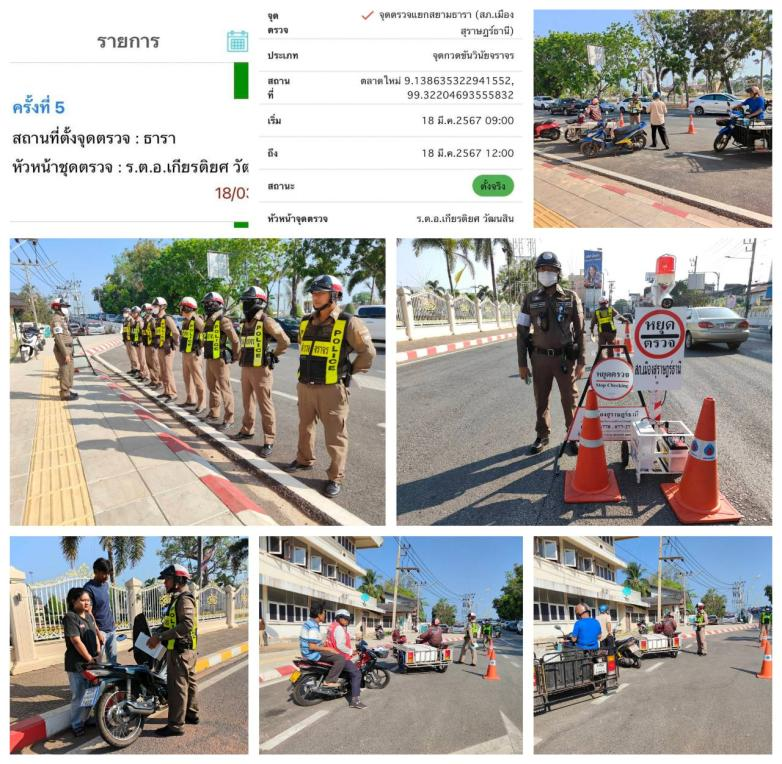 รายการ
ครั้งที่ 5
สถานที่ตั้งจุดตรวจ : ธารา
หัวหน้าชุดตรวจ : ร.ต.อ.เกียรติยศ วัฒ
18/03
จุดตรวจ ✓ จุดตรวจแยกสยามธารา (สภ.เมืองสุราษฎร์ธานี)
ประเภท จุดกวดขันวินัยจราจร
สถานที่ ตลาดใหม่ 9.138635322941552, 99.32204693555832
เริ่ม 18 มี.ค.2567 09:00
ถึง 18 มี.ค.2567 12:00
สถานะ ตั้งจริง
หัวหน้าจุดตรวจ ร.ต.อ.เกียรติยศ วัฒนสิน
POLICE
POLICE
POLICE
จราจร
หยุด
ตรวจ
สภ.เมืองสุราษฎร์ธานี
หยุดตรวจ
Stop Checking